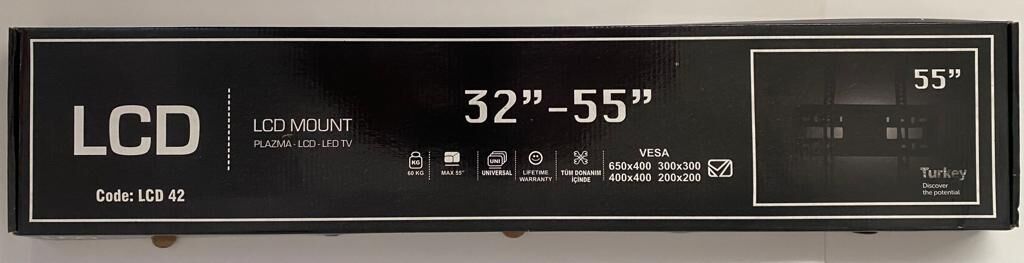 LCD
Code: LCD 42
LCD MOUNT
PLAZMA - LCD - LED TV
32”-55”
KG
60 KG
MAX 55"
UNI
UNIVERSAL
LIFETIME
WARRANTY
TÜM DONANIM
İÇİNDE
VESA
650x400 300x300
400x400 200x200
55”
Turkey
Discover
the potential